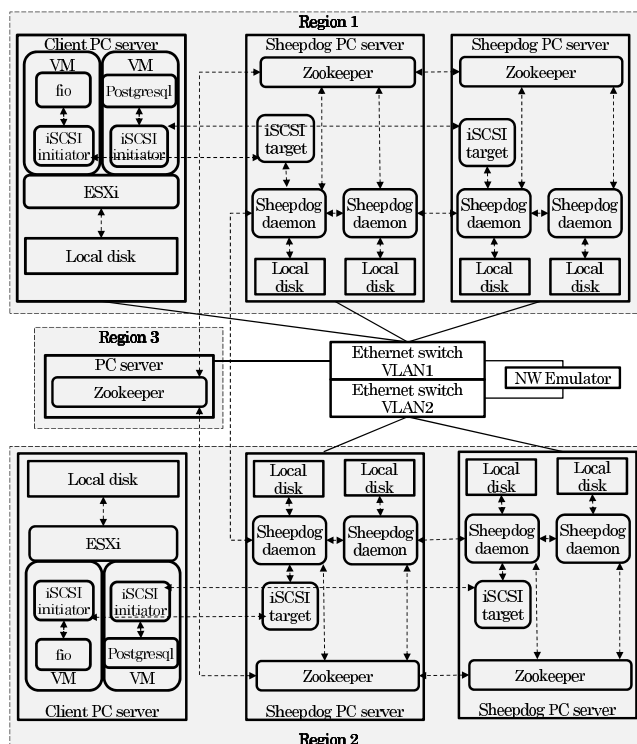 Region 1
Client PC server
VM
fio
iSCSI
initiator
VM
Postgresql
iSCSI
initiator
ESXi
Local disk
Sheepdog PC server
Zookeeper
iSCSI
target
Sheepdog
daemon
Sheepdog
daemon
Local
disk
Local
disk
Sheepdog PC server
Zookeeper
iSCSI
target
Sheepdog
daemon
Sheepdog
daemon
Local
disk
Local
disk
Region 3
PC server
Zookeeper
Ethernet switch
VLAN1
Ethernet switch
VLAN2
NW Emulator
Local disk
ESXi
iSCSI
initiator
fio
VM
iSCSI
initiator
Postgresql
VM
Client PC server
Local
disk
Local
disk
Sheepdog
daemon
Sheepdog
daemon
iSCSI
target
Zookeeper
Sheepdog PC server
Local
disk
Local
disk
Sheepdog
daemon
Sheepdog
daemon
iSCSI
target
Zookeeper
Sheepdog PC server
Region 2